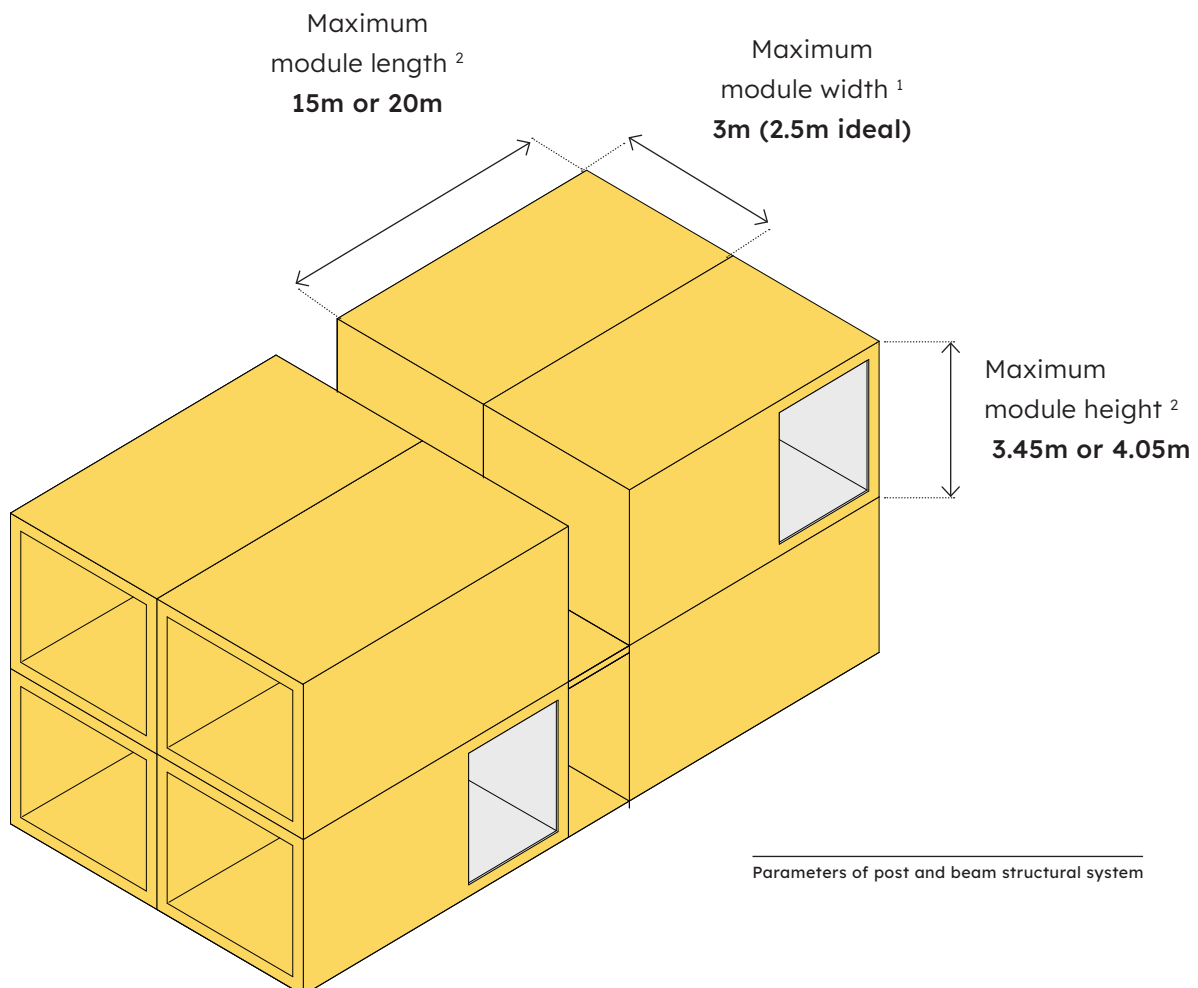 Maximum
module length ²
15m or 20m
Maximum
module width ¹
3m (2.5m ideal)
Maximum
module height ²
3.45m or 4.05m
Parameters of post and beam structural system